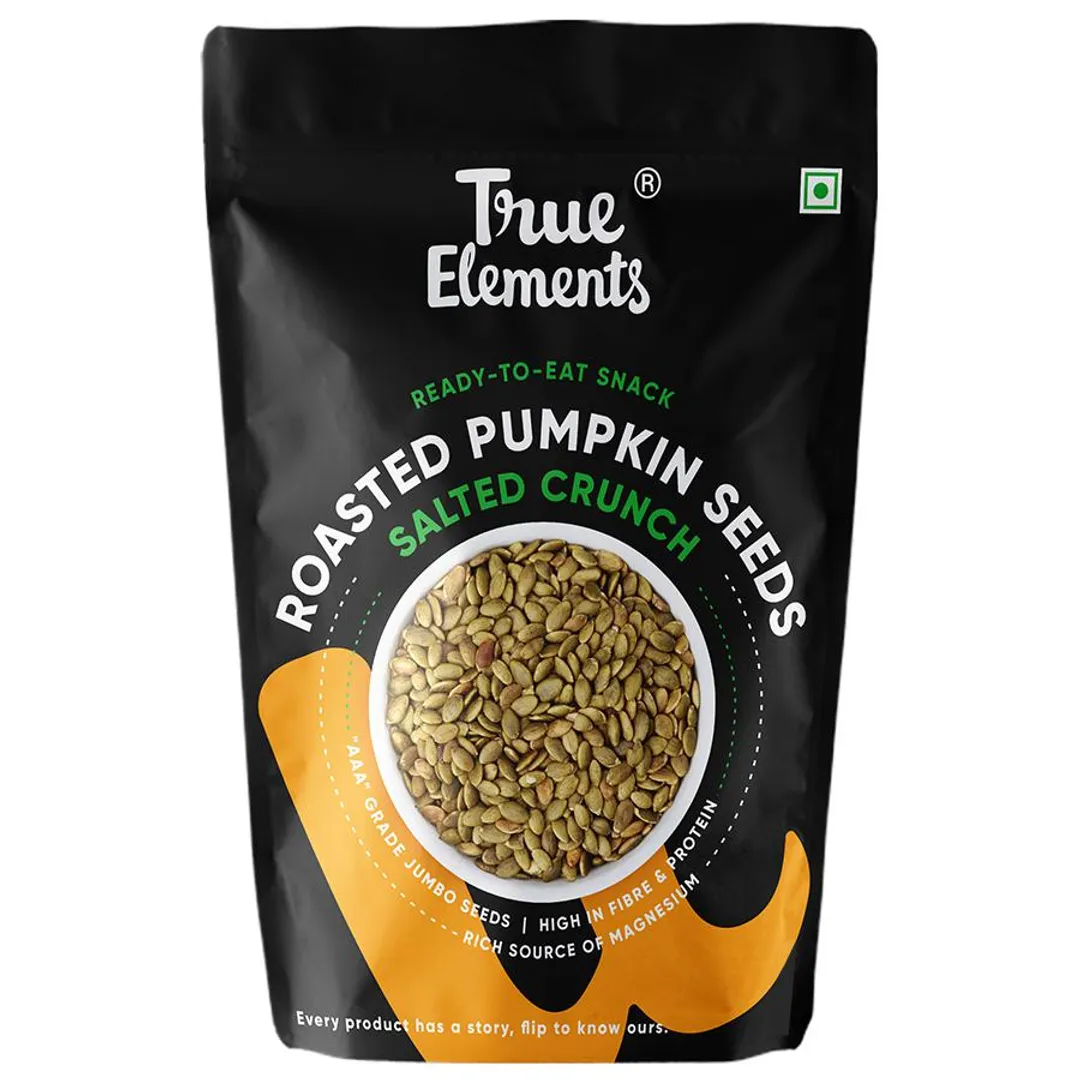 True ®
Elements
READY-TO-EAT SNACK
ROASTED PUMPKIN SEEDS
SALTED CRUNCH
"AAA" GRADE JUMBO SEEDS | HIGH IN FIBRE & PROTEIN
RICH SOURCE OF MAGNESIUM
Every product has a story, flip to know ours.